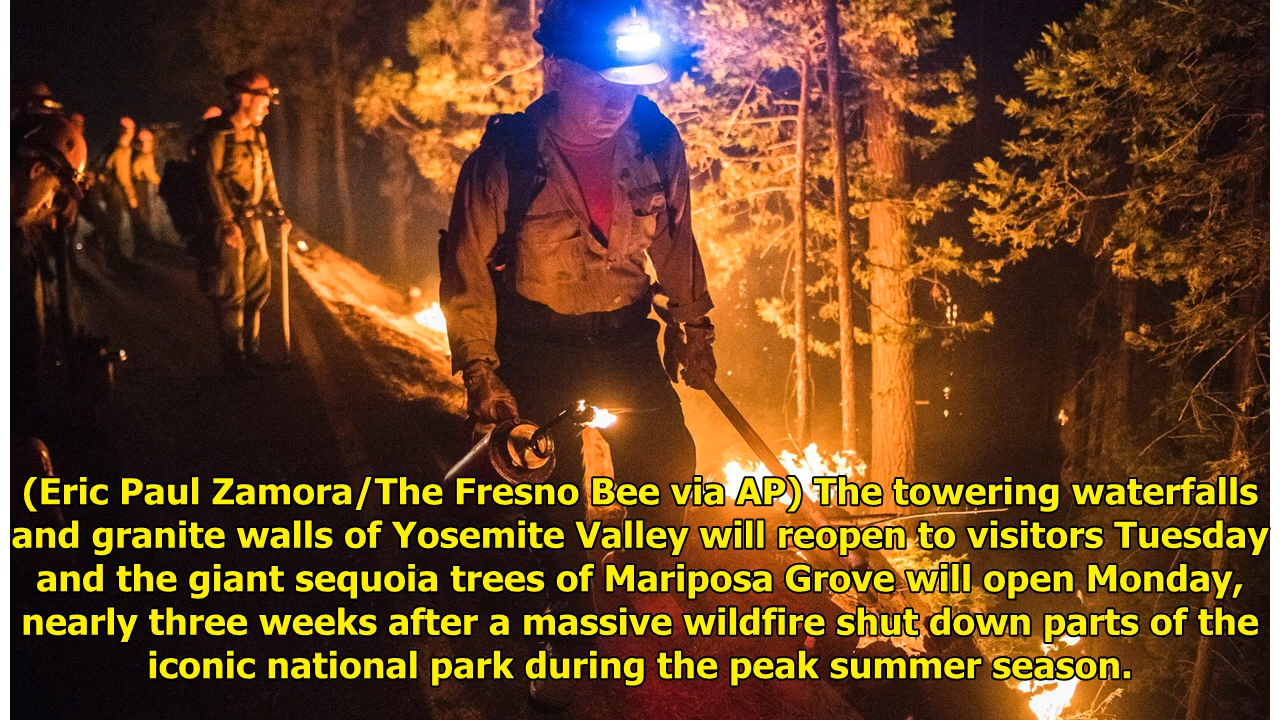 (Eric Paul Zamora/The Fresno Bee via AP) The towering waterfalls
and granite walls of Yosemite Valley will reopen to visitors Tuesday
and the giant sequoia trees of Mariposa Grove will open Monday,
nearly three weeks after a massive wildfire shut down parts of the
iconic national park during the peak summer season.